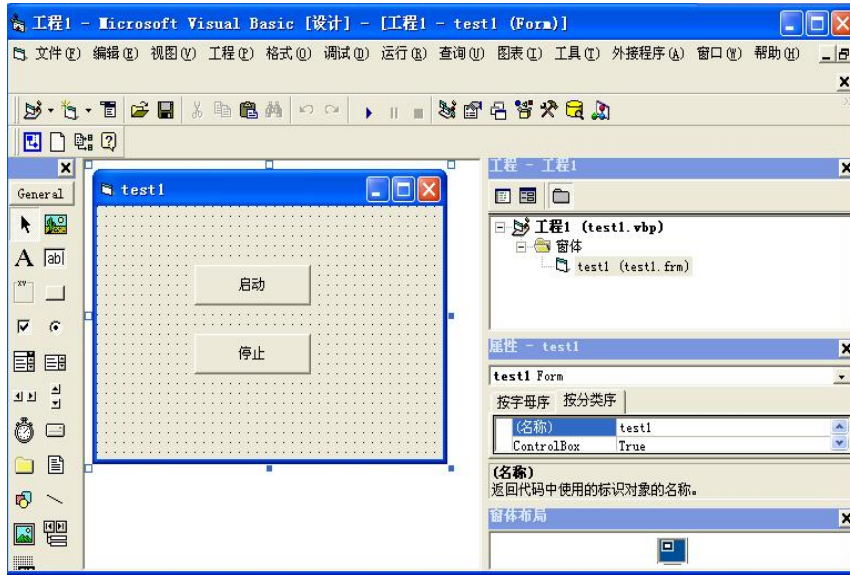 工程1 - Microsoft Visual Basic [设计] - [工程1 - test1 (Form)]
文件(F) 编辑(E) 视图(V) 工程(P) 格式(O) 调试(D) 运行(R) 查询(U) 图表(I) 工具(T) 外接程序(A) 窗口(W) 帮助(H)
General
test1
启动
停止
A
ab
XY
工程 - 工程1
工程1 (test1.vbp)
窗体
test1 (test1.frm)
属性 - test1
test1 Form
按字母序 按分类序
(名称) test1
ControlBox True
(名称)
返回代码中使用的标识对象的名称。
窗体布局